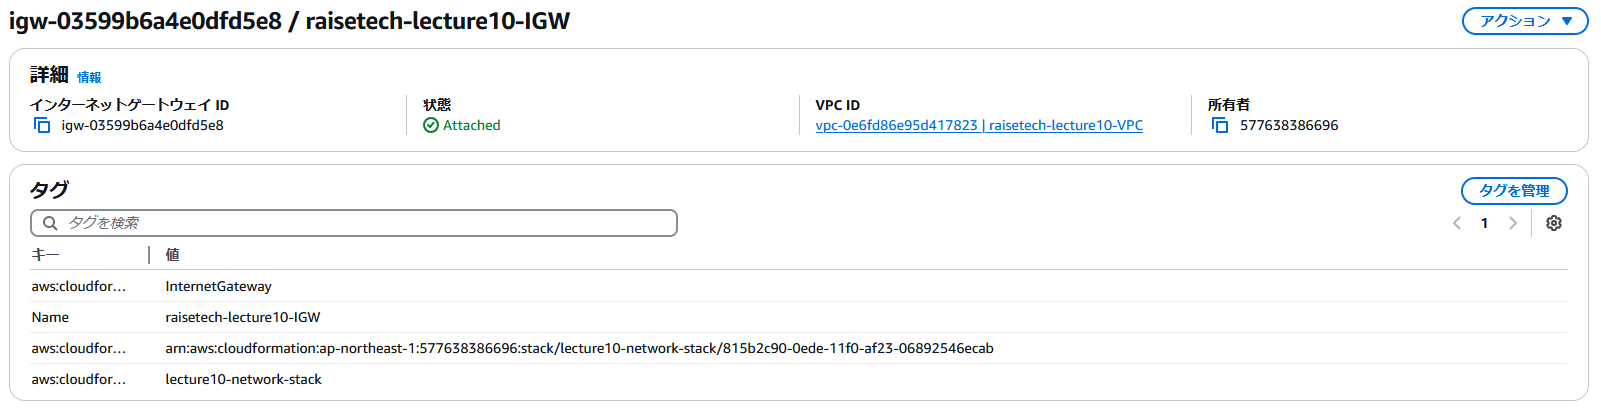 igw-03599b6a4e0dfd5e8 / raisetech-lecture10-IGW
アクション
詳細 情報
インターネットゲートウェイ ID
igw-03599b6a4e0dfd5e8
状態
Attached
VPC ID
vpc-0e6fd86e95d417823 | raisetech-lecture10-VPC
所有者
577638386696
タグ
タグを管理
タグを検索
1
キー 値
aws:cloudfor... InternetGateway
Name raisetech-lecture10-IGW
aws:cloudfor... arn:aws:cloudformation:ap-northeast-1:577638386696:stack/lecture10-network-stack/815b2c90-0ede-11f0-af23-06892546ecab
aws:cloudfor... lecture10-network-stack